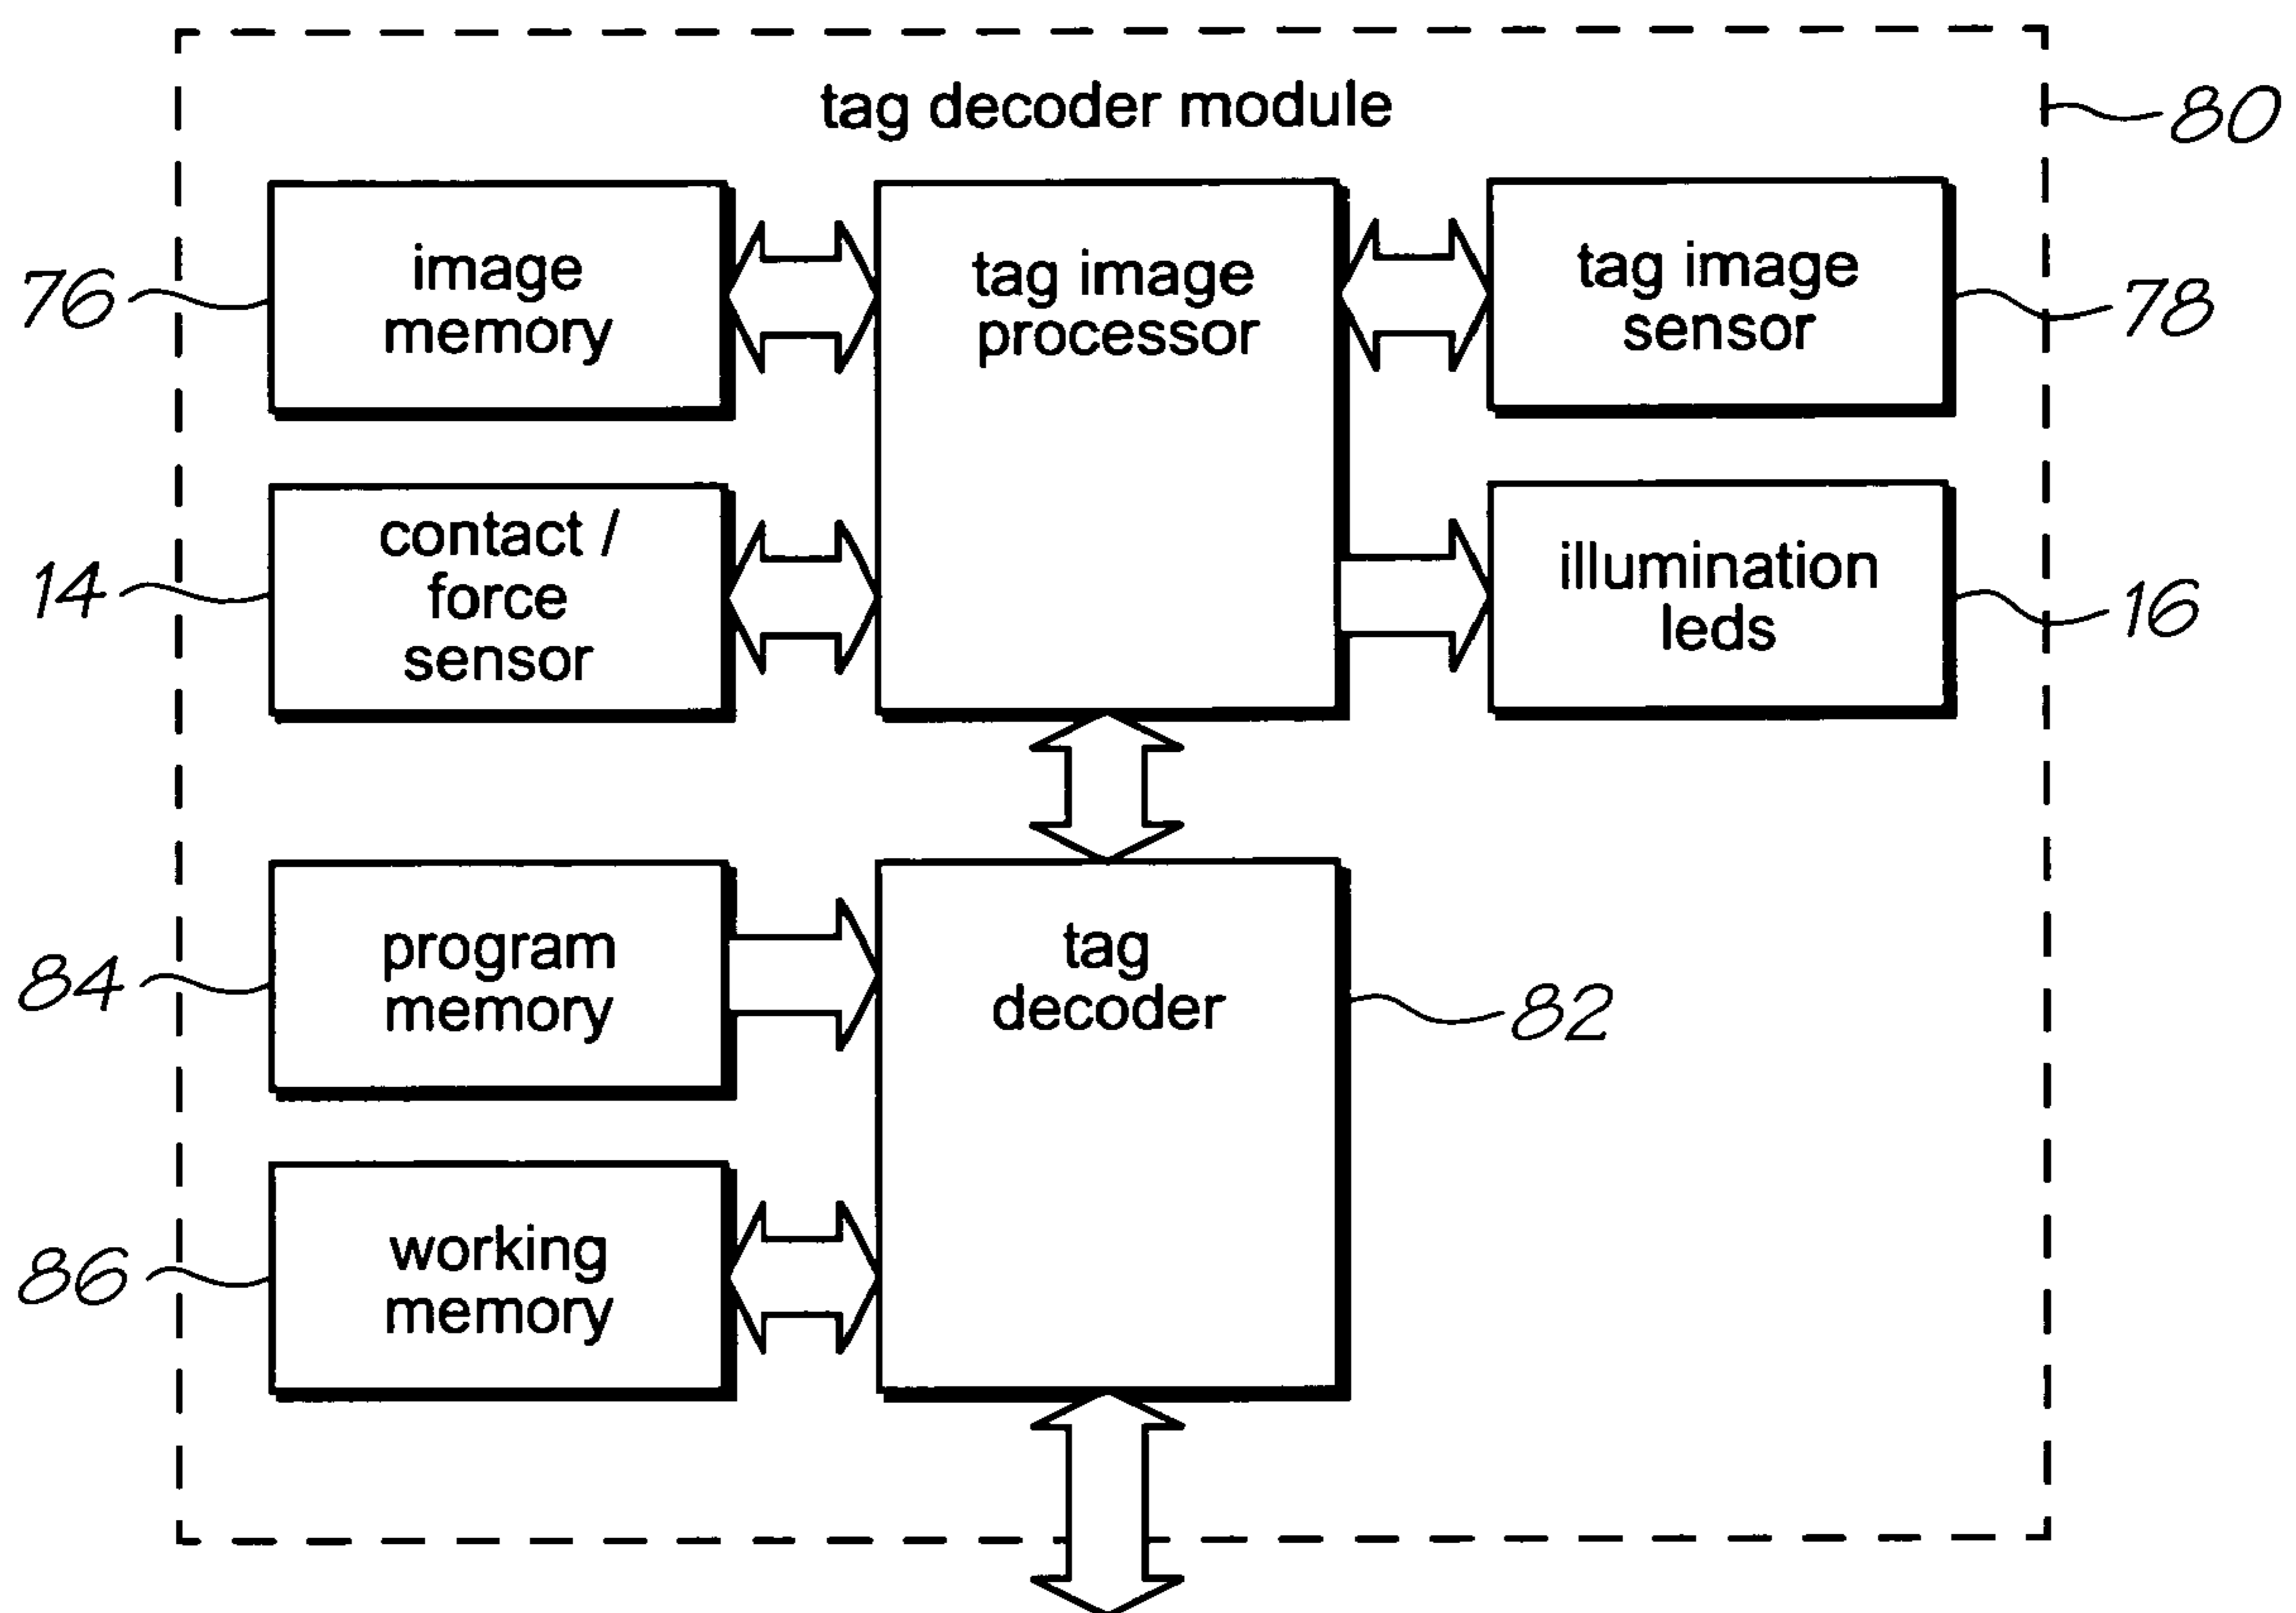 tag decoder module
80
image
memory
76
tag image
processor
tag image
sensor
78
contact /
force
sensor
14
illumination
leds
16
program
memory
84
tag
decoder
82
working
memory
86